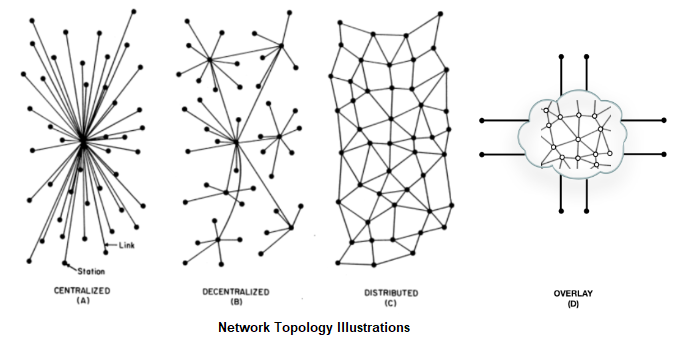 Link
Station
CENTRALIZED
(A)
DECENTRALIZED
(B)
DISTRIBUTED
(C)
OVERLAY
(D)
Network Topology Illustrations